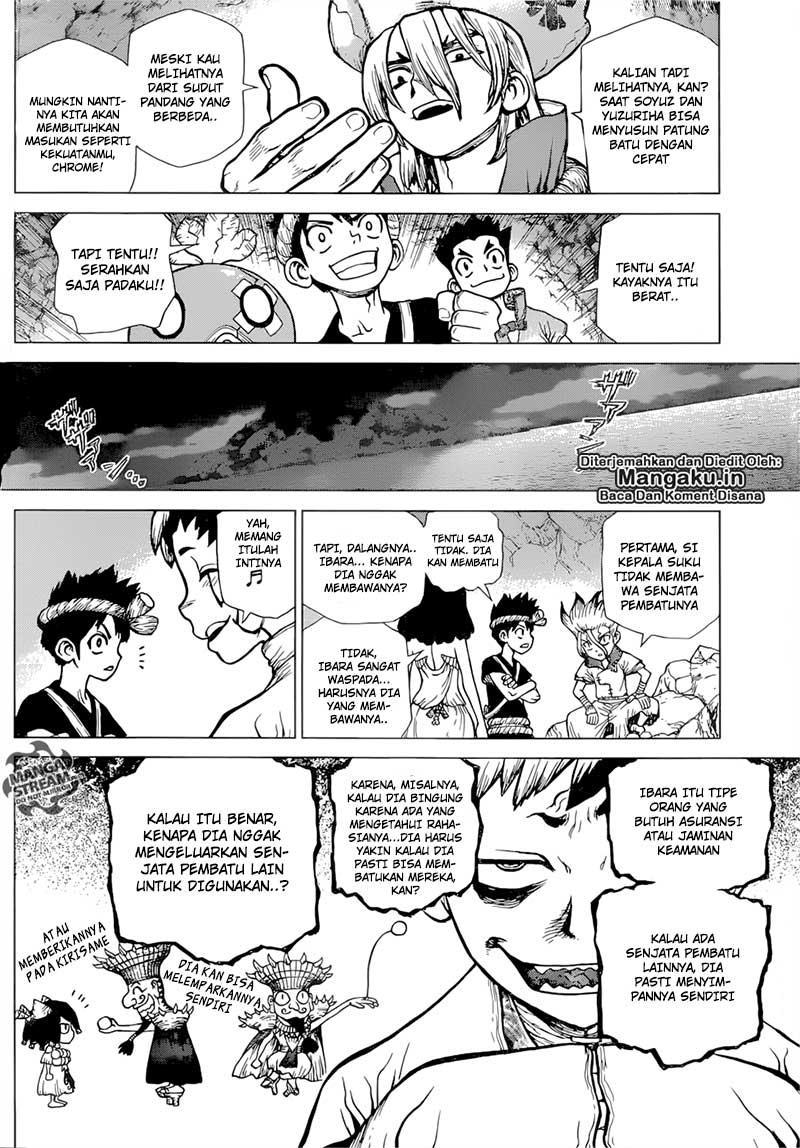 KALIAN TADI
MELIHATNYA, KAN?
SAAT SOYUZ DAN
YUZURIHA BISA
MENYUSUN PATUNG
BATU DENGAN
CEPAT
MESKI KAU
MELIHATNYA
DARI SUDUT
PANDANG YANG
BERBEDA..
MUNGKIN NANTI-
NYA KITA AKAN
MEMBUTUHKAN
MASUKAN SEPERTI
KEKUATANMU,
CHROME!
TENTU SAJA!
KAYAKNYA ITU
BERAT..
TAPI TENTU!!
SERAHKAN
SAJA PADAKU!!
ザァァン
Diterjemahkan dan Diedit Oleh:
Mangaku.in
Baca Dan Koment Disana
PERTAMA, SI
KEPALA SUKU
TIDAK MEMBA-
WA SENJATA
PEMBATUNYA
TENTU SAJA
TIDAK. DIA
KAN MEMBATU
TAPI, DALANGNYA..
IBARA... KENAPA
DIA NGGAK
MEMBAWANYA?
TIDAK,
IBARA SANGAT
WASPADA...
HARUSNYA DIA
YANG MEM-
BAWANYA..
YAH,
MEMANG
ITULAH
INTINYA
♫
IBARA ITU TIPE
ORANG YANG
BUTUH ASURANSI
ATAU JAMINAN
KEAMANAN
KALAU ADA
SENJATA PEMBATU
LAINNYA, DIA
PASTI MENYIM-
PANNYA SENDIRI
KARENA, MISALNYA,
KALAU DIA BINGUNG
KARENA ADA YANG
MENGETAHUI RAHA-
SIANYA...DIA HARUS
YAKIN KALAU DIA
PASTI BISA MEM-
BATUKAN MEREKA,
KAN?
KALAU ITU BENAR,
KENAPA DIA NGGAK
MENGELUARKAN SEN-
JATA PEMBATU LAIN
UNTUK DIGUNAKAN..?
DIA KAN BISA
MELEMPARKANNYA
SENDIRI
ATAU
MEMBERIKANNYA
PADA KIRISAME
MANGA
STREAM